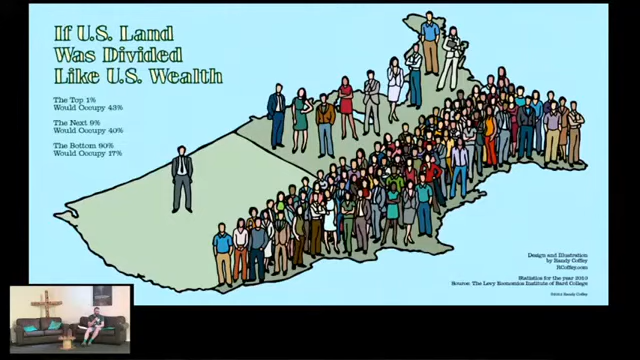 If U.S. Land
Was Divided
Like U.S. Wealth
The Top 1%
Would Occupy 43%
The Next 9%
Would Occupy 40%
The Bottom 90%
Would Occupy 17%
Design and Illustration
by Randy Coffey
RCoffey.com
Statistics for the year 2010
Source: The Levy Economics Institute of Bard College